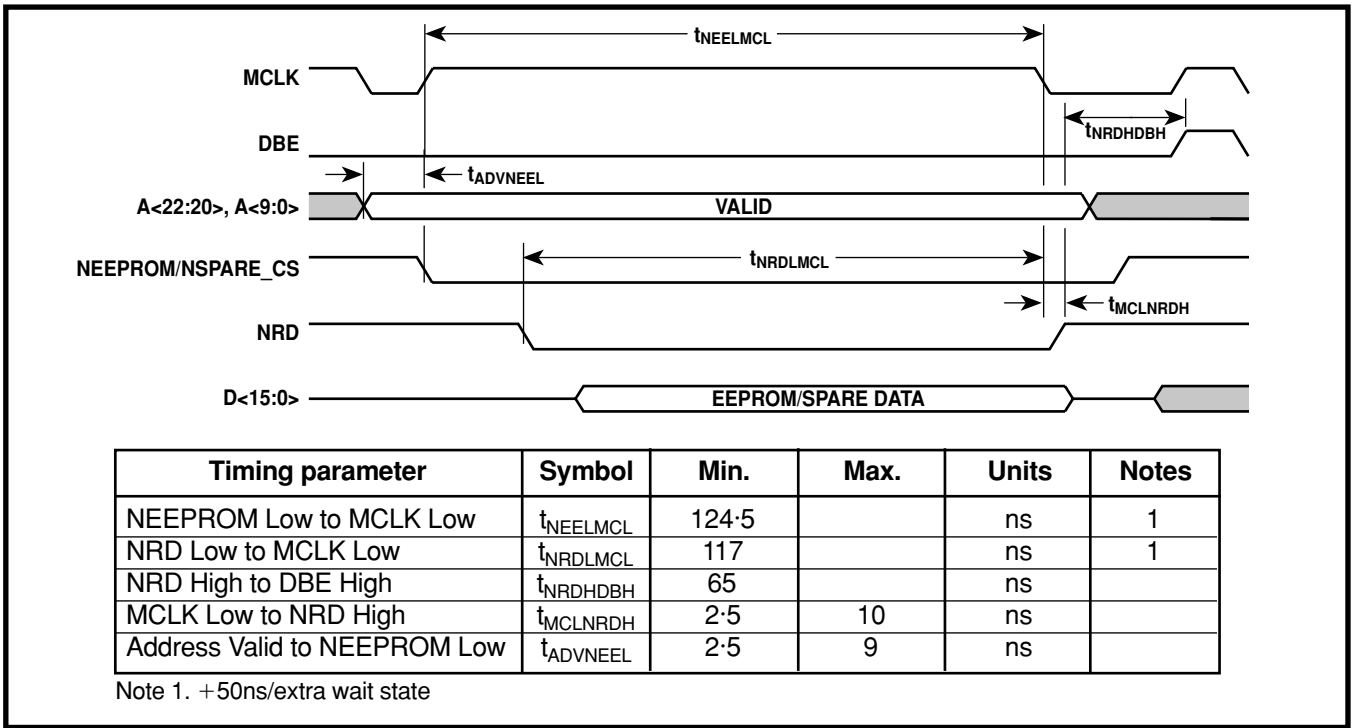 tNEELMCL
MCLK
tNRDHDBH
DBE
tADVNEEL
A<22:20>, A<9:0> VALID
NEEPROM/NSPARE_CS
tNRDLMCL
tMCLNRDH
NRD
D<15:0> EEPROM/SPARE DATA
Timing parameter Symbol Min. Max. Units Notes
NEEPROM Low to MCLK Low tNEELMCL 124·5 ns 1
NRD Low to MCLK Low tNRDLMCL 117 ns 1
NRD High to DBE High tNRDHDBH 65 ns
MCLK Low to NRD High tMCLNRDH 2·5 10 ns
Address Valid to NEEPROM Low tADVNEEL 2·5 9 ns
Note 1. +50ns/extra wait state